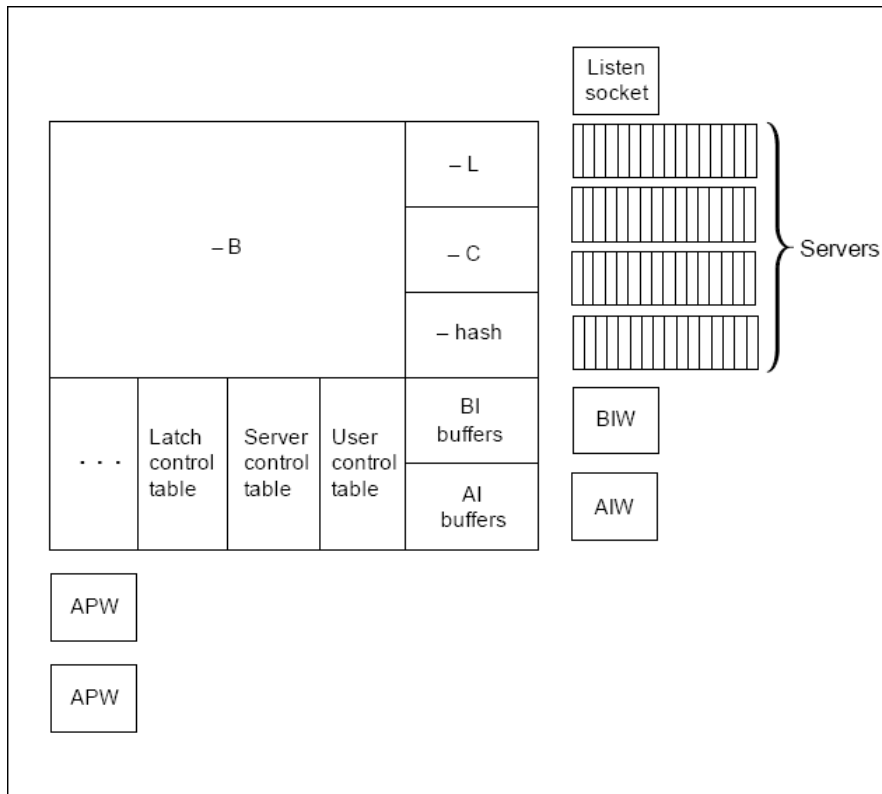 Listen
socket
– L
– B
– C
– hash
Servers
. . .
Latch
control
table
Server
control
table
User
control
table
BI
buffers
AI
buffers
BIW
AIW
APW
APW